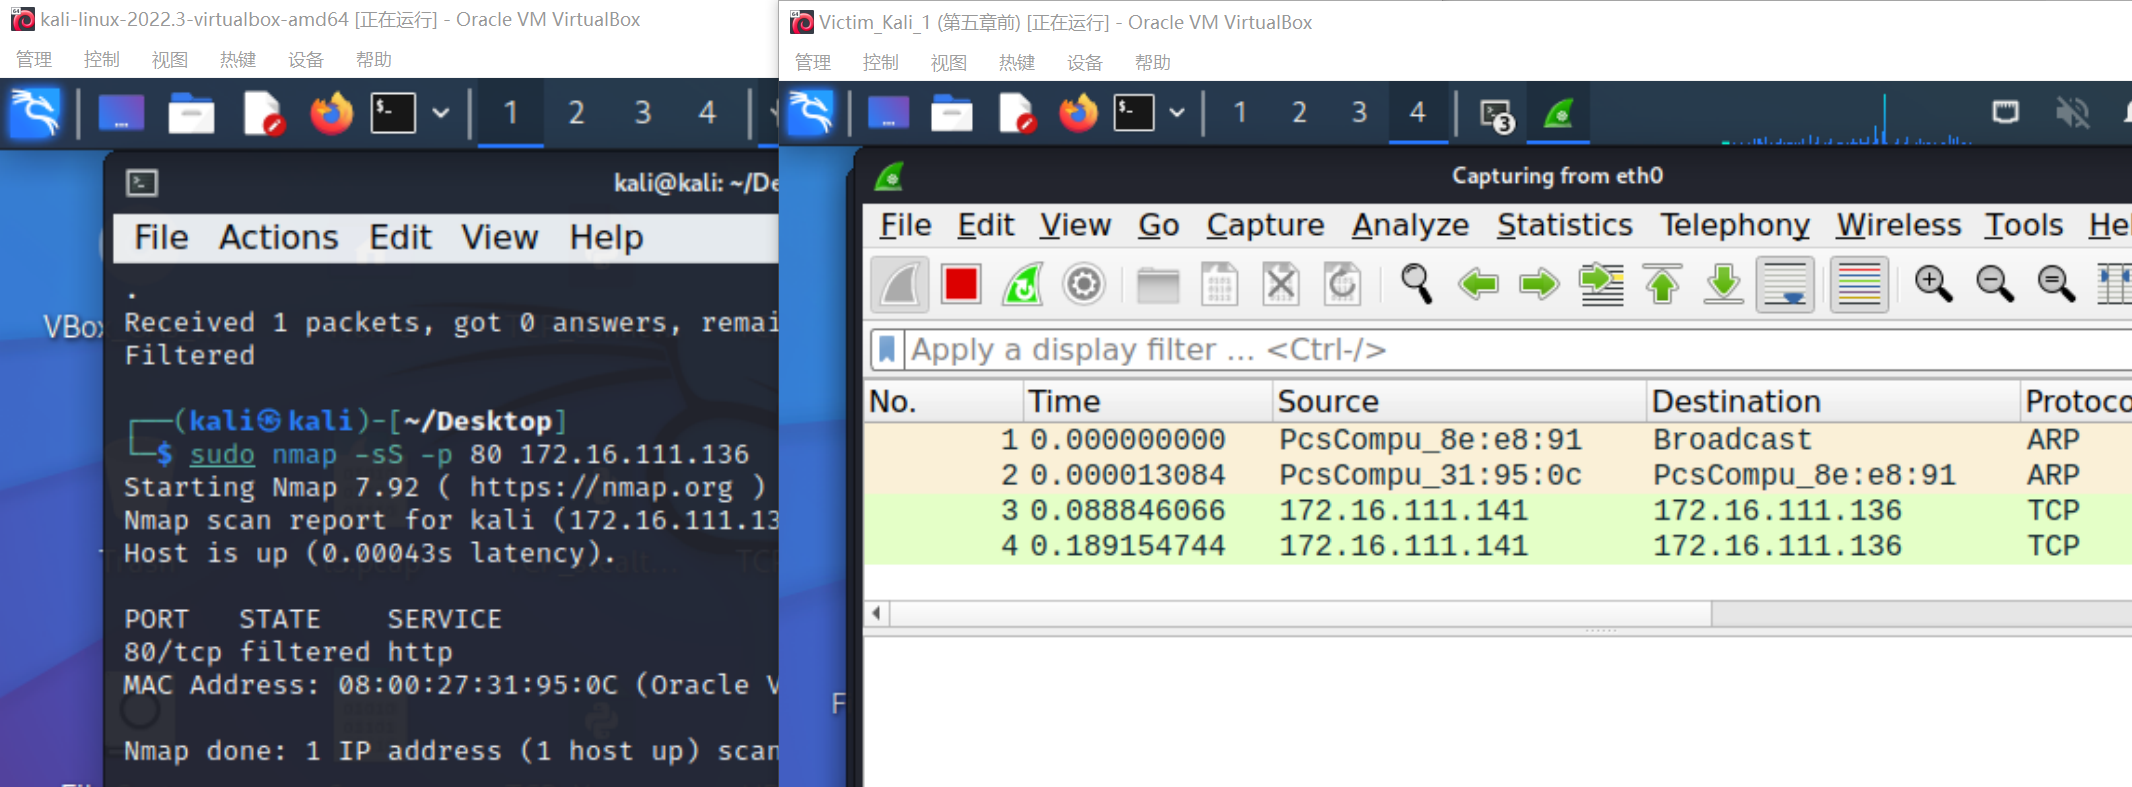 kali-linux-2022.3-virtualbox-amd64 [正在运行] - Oracle VM VirtualBox
管理 控制 视图 热键 设备 帮助
1 2 3 4
kali@kali: ~/De
File Actions Edit View Help
.
Received 1 packets, got 0 answers, remai
Filtered
(kali㉿kali)-[~/Desktop]
$ sudo nmap -sS -p 80 172.16.111.136
Starting Nmap 7.92 ( https://nmap.org )
Nmap scan report for kali (172.16.111.13
Host is up (0.00043s latency).
PORT STATE SERVICE
80/tcp filtered http
MAC Address: 08:00:27:31:95:0C (Oracle V
Nmap done: 1 IP address (1 host up) scan
VBox
Victim_Kali_1 (第五章前) [正在运行] - Oracle VM VirtualBox
管理 控制 视图 热键 设备 帮助
1 2 3 4
3
Capturing from eth0
File Edit View Go Capture Analyze Statistics Telephony Wireless Tools Hel
Apply a display filter ... <Ctrl-/>
No. Time Source Destination Protoco
1 0.000000000 PcsCompu_8e:e8:91 Broadcast ARP
2 0.000013084 PcsCompu_31:95:0c PcsCompu_8e:e8:91 ARP
3 0.088846066 172.16.111.141 172.16.111.136 TCP
4 0.189154744 172.16.111.141 172.16.111.136 TCP
F